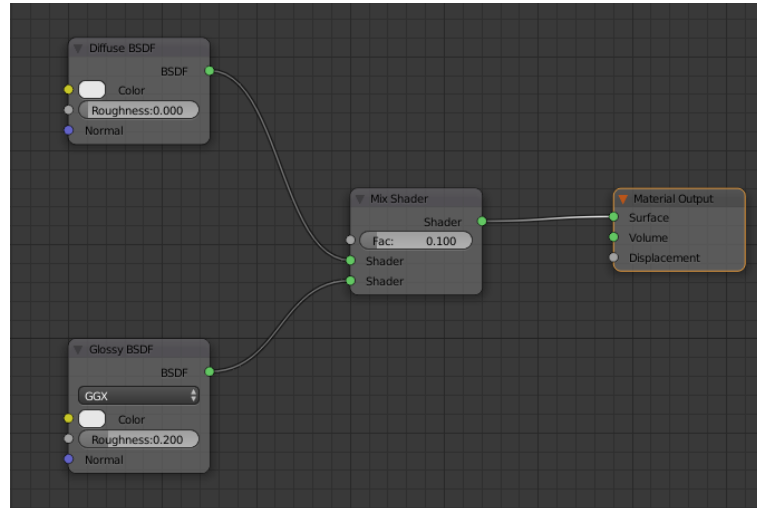 Diffuse BSDF
BSDF
Color
Roughness:0.000
Normal
Mix Shader
Shader
Fac: 0.100
Shader
Shader
Material Output
Surface
Volume
Displacement
Glossy BSDF
BSDF
GGX
Color
Roughness:0.200
Normal